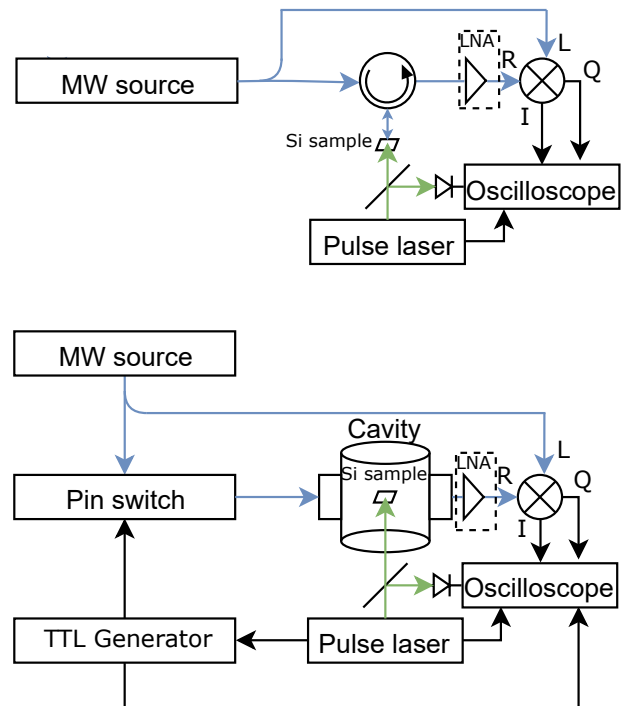 LNA
L
MW source
R
Q
I
Si sample
Oscilloscope
Pulse laser
MW source
Cavity
L
Si sample
LNA
R
Q
Pin switch
I
Oscilloscope
TTL Generator
Pulse laser